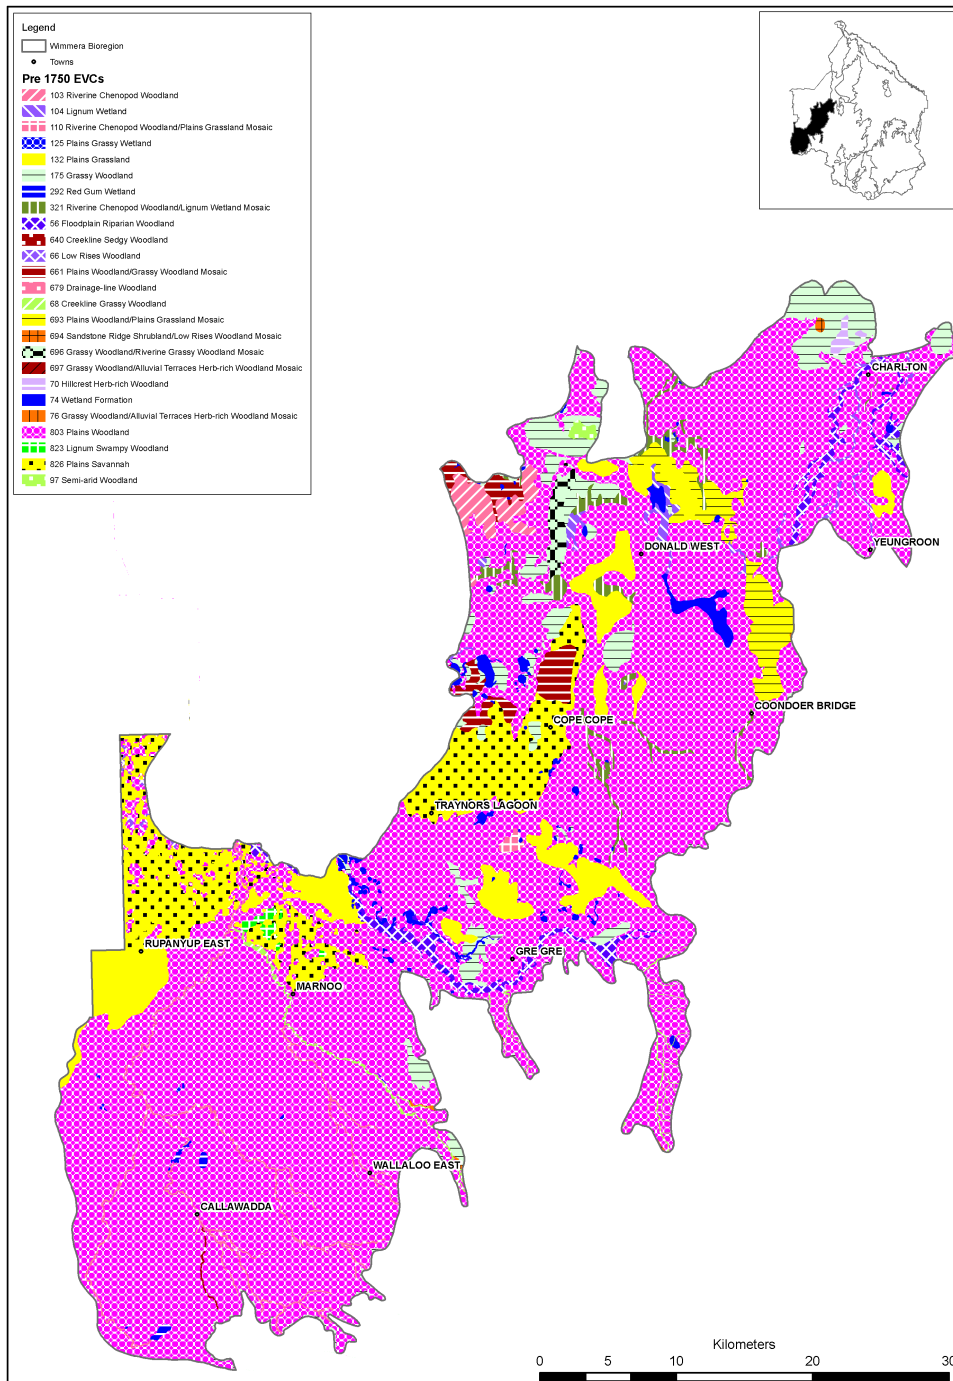 Legend
Wimmera Bioregion
Towns
Pre 1750 EVCs
103 Riverine Chenopod Woodland
104 Lignum Wetland
110 Riverine Chenopod Woodland/Plains Grassland Mosaic
125 Plains Grassy Wetland
132 Plains Grassland
175 Grassy Woodland
292 Red Gum Wetland
321 Riverine Chenopod Woodland/Lignum Wetland Mosaic
56 Floodplain Riparian Woodland
640 Creekline Sedgy Woodland
66 Low Rises Woodland
661 Plains Woodland/Grassy Woodland Mosaic
679 Drainage-line Woodland
68 Creekline Grassy Woodland
693 Plains Woodland/Plains Grassland Mosaic
694 Sandstone Ridge Shrubland/Low Rises Woodland Mosaic
696 Grassy Woodland/Riverine Grassy Woodland Mosaic
697 Grassy Woodland/Alluvial Terraces Herb-rich Woodland Mosaic
70 Hillcrest Herb-rich Woodland
74 Wetland Formation
76 Grassy Woodland/Alluvial Terraces Herb-rich Woodland Mosaic
803 Plains Woodland
823 Lignum Swampy Woodland
826 Plains Savannah
97 Semi-arid Woodland
CHARLTON
YEUNGROON
DONALD WEST
COONDOER BRIDGE
COPE COPE
TRAYNORS LAGOON
RUPANYUP EAST
GRE GRE
MARNOO
WALLALOO EAST
CALLAWADDA
Kilometers
0 5 10 20 30